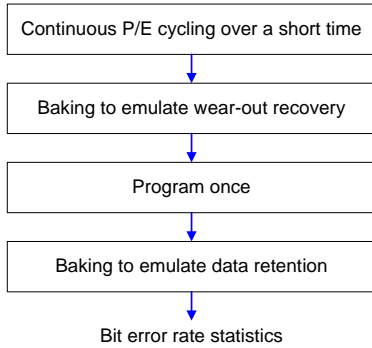 Continuous P/E cycling over a short time
Baking to emulate wear-out recovery
Program once
Baking to emulate data retention
Bit error rate statistics